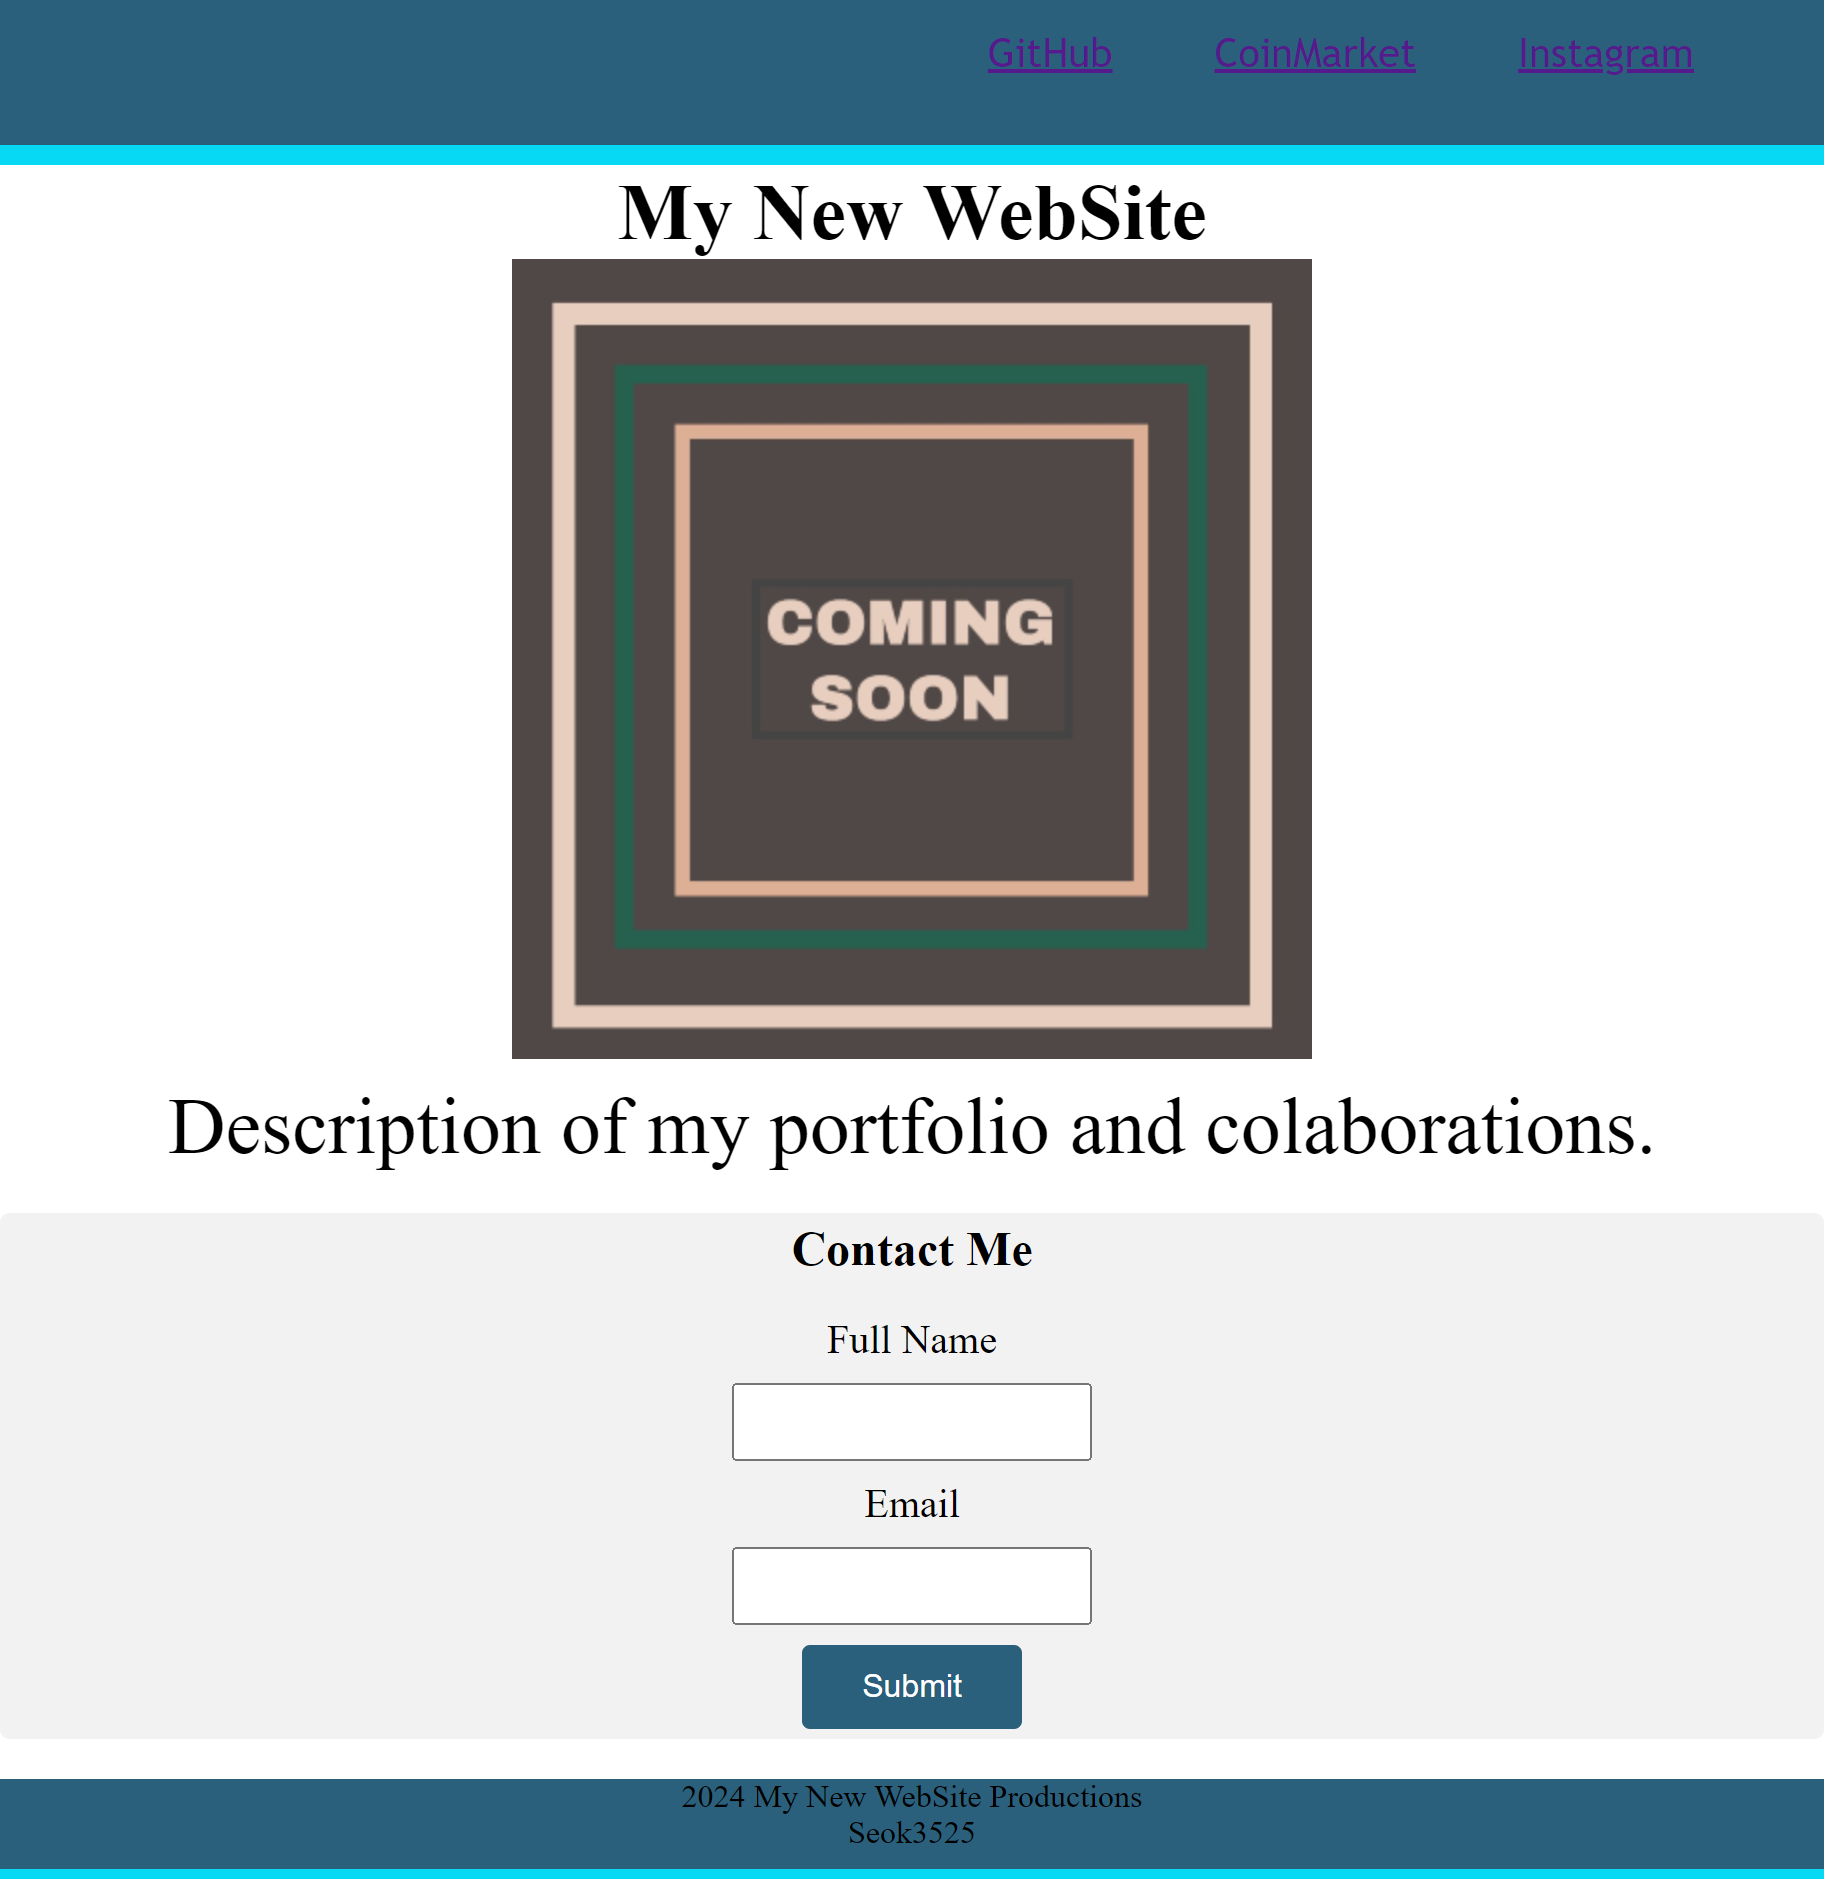 GitHub CoinMarket Instagram
My New WebSite
COMING
SOON
Description of my portfolio and colaborations.
Contact Me
Full Name
Email
Submit
2024 My New WebSite Productions
Seok3525